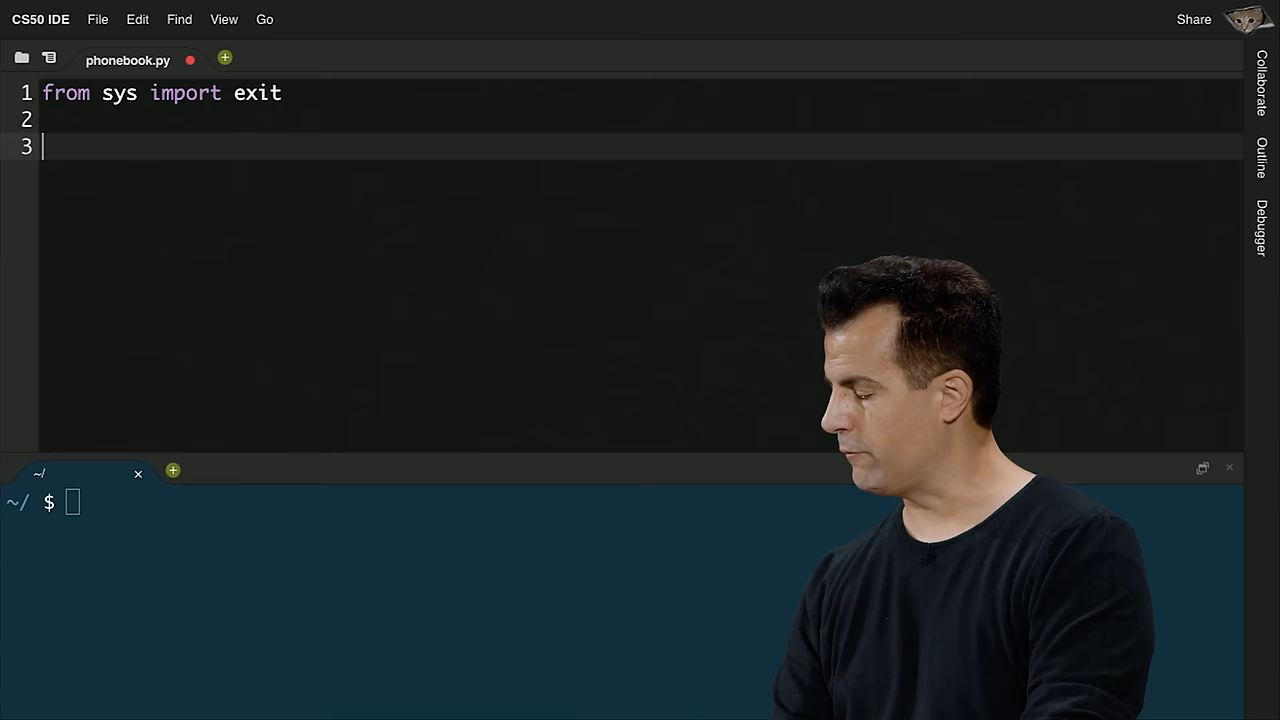 CS50 IDE File Edit Find View Go Share
phonebook.py
1 from sys import exit
2
3
~/
~/ $
Collaborate
Outline
Debugger